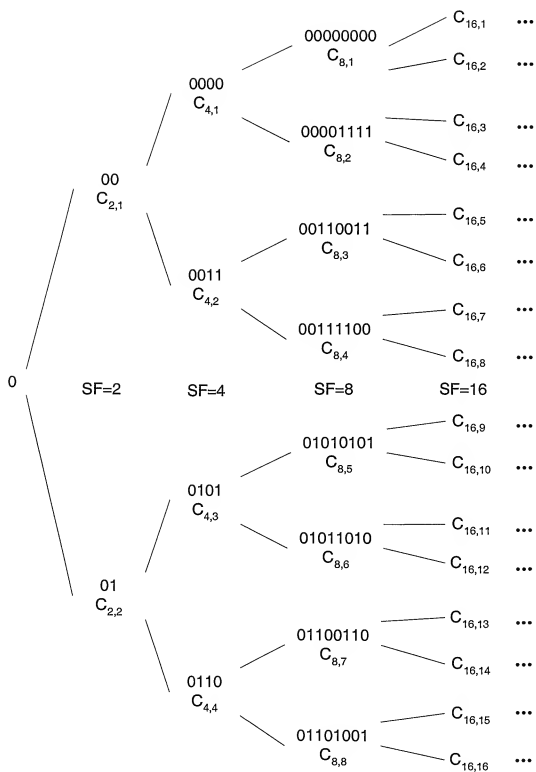 00000000
C8,1
C16,1 ...
C16,2 ...
0000
C4,1
00001111
C8,2
C16,3 ...
C16,4 ...
00
C2,1
00110011
C8,3
C16,5 ...
C16,6 ...
0011
C4,2
00111100
C8,4
C16,7 ...
C16,8 ...
0
SF=2 SF=4 SF=8 SF=16
01010101
C8,5
C16,9 ...
C16,10 ...
0101
C4,3
01011010
C8,6
C16,11 ...
C16,12 ...
01
C2,2
01100110
C8,7
C16,13 ...
C16,14 ...
0110
C4,4
01101001
C8,8
C16,15 ...
C16,16 ...